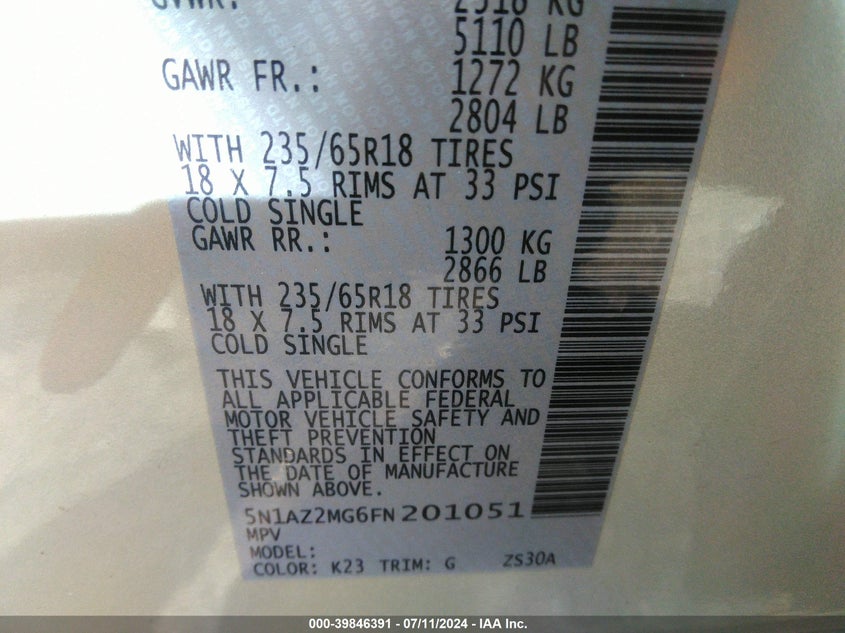 GVWR:
2318 KG
5110 LB
GAWR FR.: 1272 KG
2804 LB
WITH 235/65R18 TIRES
18 X 7.5 RIMS AT 33 PSI
COLD SINGLE
GAWR RR.: 1300 KG
2866 LB
WITH 235/65R18 TIRES
18 X 7.5 RIMS AT 33 PSI
COLD SINGLE
THIS VEHICLE CONFORMS TO
ALL APPLICABLE FEDERAL
MOTOR VEHICLE SAFETY AND
THEFT PREVENTION
STANDARDS IN EFFECT ON
THE DATE OF MANUFACTURE
SHOWN ABOVE.
5N1AZ2MG6FN201051
MPV
MODEL:
COLOR: K23 TRIM: G ZS30A
000-39846391 - 07/11/2024 - IAA Inc.